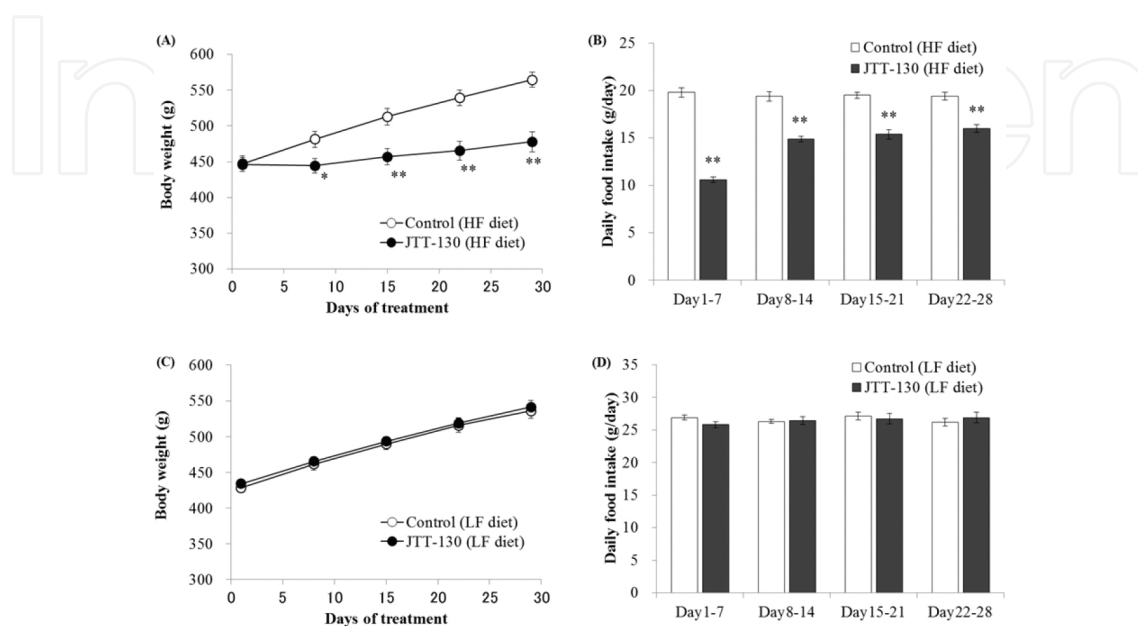 (A)
600
550
500
450
400
350
300
Body weight (g)
*
**
**
**
Control (HF diet)
JTT-130 (HF diet)
0 5 10 15 20 25 30
Days of treatment
(B)
25
20
15
10
5
0
Daily food intake (g/day)
Control (HF diet)
JTT-130 (HF diet)
**
**
**
**
Day1-7 Day8-14 Day15-21 Day22-28
(C)
600
550
500
450
400
350
300
Body weight (g)
Control (LF diet)
JTT-130 (LF diet)
0 5 10 15 20 25 30
Days of treatment
(D)
35
30
25
20
15
10
5
0
Daily food intake (g/day)
Control (LF diet)
JTT-130 (LF diet)
Day1-7 Day8-14 Day15-21 Day22-28